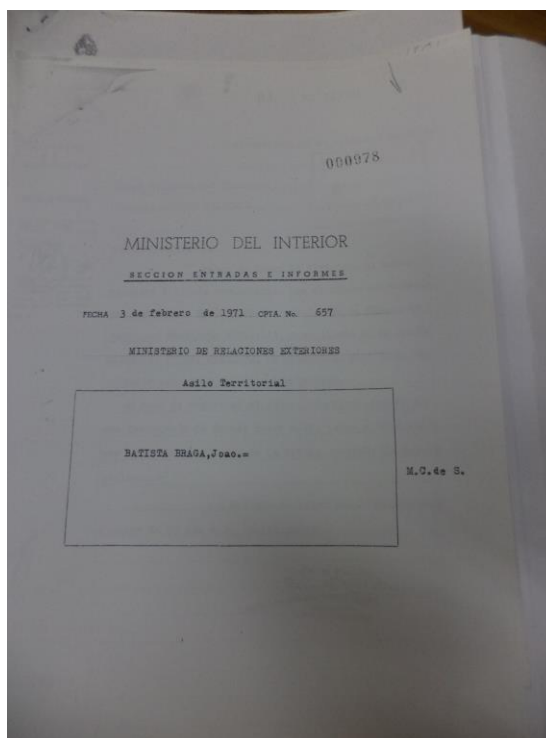 000978
MINISTERIO DEL INTERIOR
SECCION ENTRADAS E INFORMES
FECHA 3 de febrero de 1971 CPIA. No. 657
MINISTERIO DE RELACIONES EXTERIORES
Asilo Territorial
BATISTA BRAGA,Joao.=
M.C.de S.